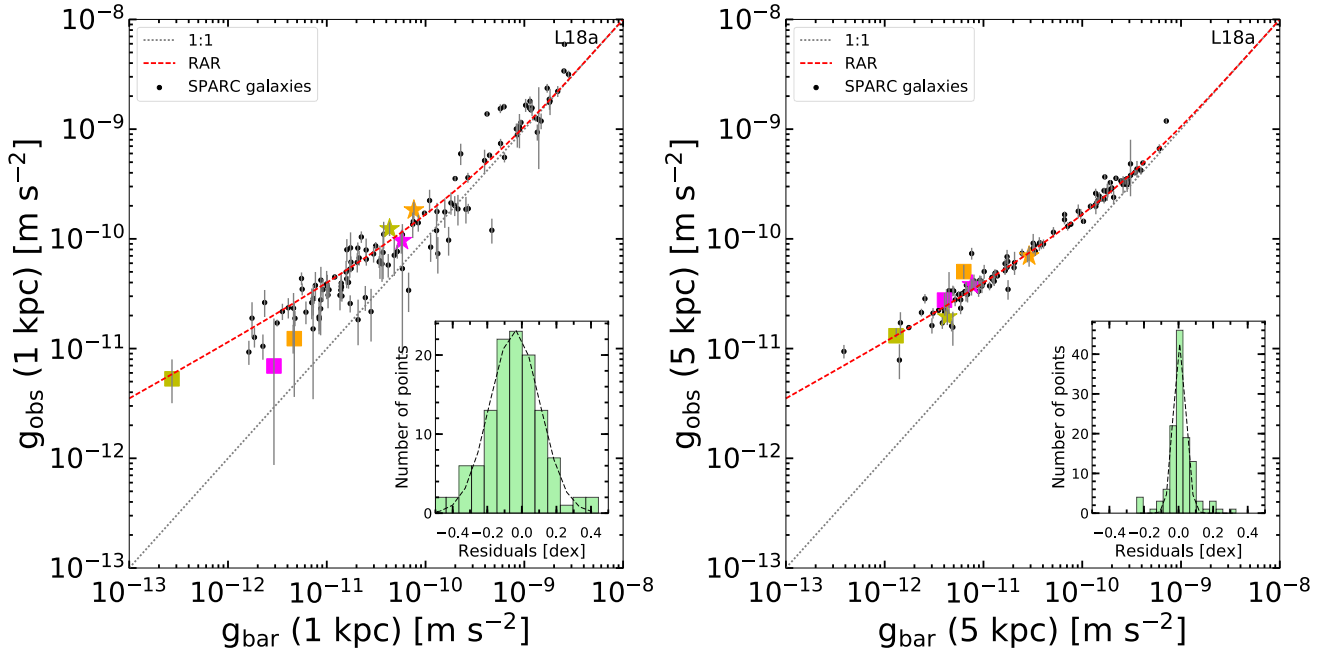 10⁻⁸
10⁻⁹
10⁻¹⁰
10⁻¹¹
10⁻¹²
10⁻¹³
g_obs (1 kpc) [m s⁻²]
1:1
RAR
SPARC galaxies
L18a
20
10
0
Number of points
−0.4 −0.2 0.0 0.2 0.4
Residuals [dex]
10⁻¹³ 10⁻¹² 10⁻¹¹ 10⁻¹⁰ 10⁻⁹ 10⁻⁸
g_bar (1 kpc) [m s⁻²]
10⁻⁸
10⁻⁹
10⁻¹⁰
10⁻¹¹
10⁻¹²
10⁻¹³
g_obs (5 kpc) [m s⁻²]
1:1
RAR
SPARC galaxies
L18a
40
30
20
10
0
Number of points
−0.4 −0.2 0.0 0.2 0.4
Residuals [dex]
10⁻¹³ 10⁻¹² 10⁻¹¹ 10⁻¹⁰ 10⁻⁹ 10⁻⁸
g_bar (5 kpc) [m s⁻²]